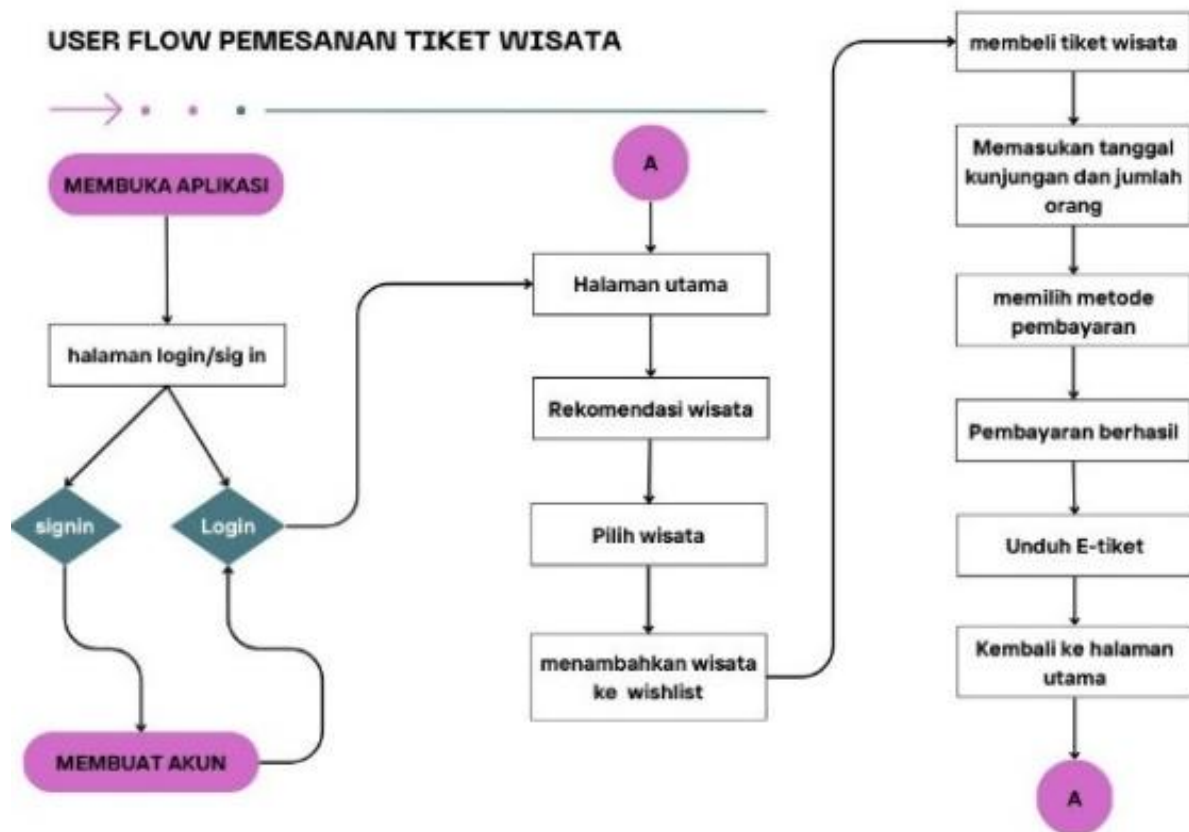 USER FLOW PEMESANAN TIKET WISATA
MEMBUKA APLIKASI
halaman login/sig in
signin
Login
MEMBUAT AKUN
A
Halaman utama
Rekomendasi wisata
Pilih wisata
menambahkan wisata
ke wishlist
membeli tiket wisata
Memasukan tanggal
kunjungan dan jumlah
orang
memilih metode
pembayaran
Pembayaran berhasil
Unduh E-tiket
Kembali ke halaman
utama
A